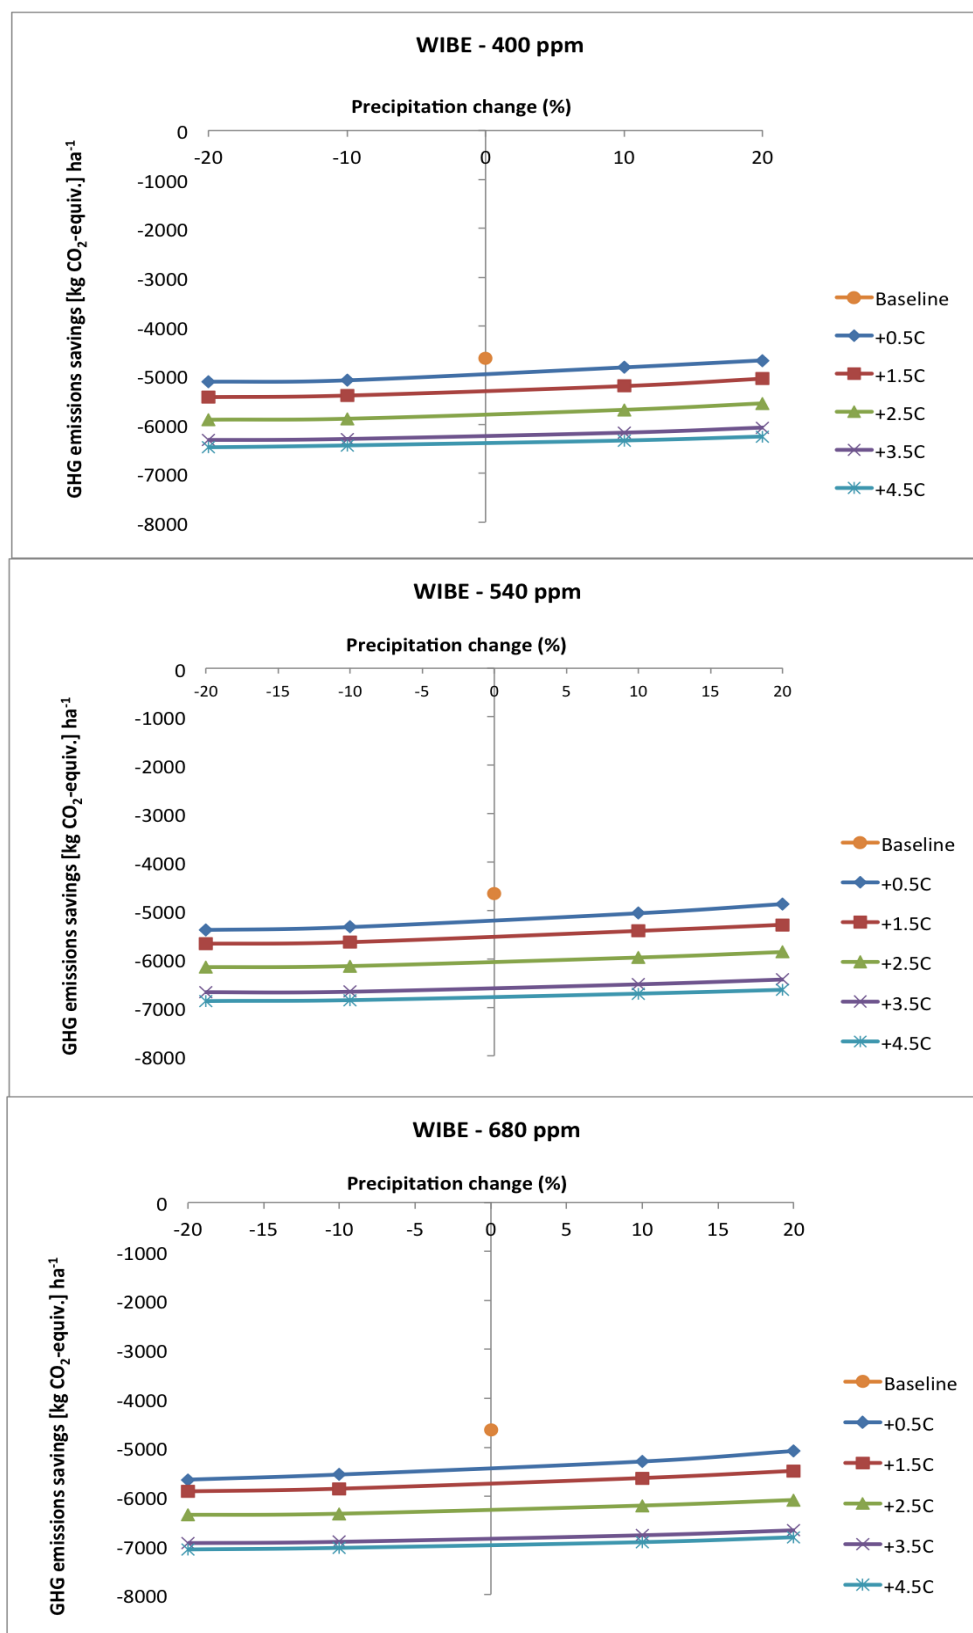 WIBE - 400 ppm
Precipitation change (%)
GHG emissions savings [kg CO₂-equiv.] ha⁻¹
0
-1000
-2000
-3000
-4000
-5000
-6000
-7000
-8000
-20 -10 0 10 20
Baseline
+0.5C
+1.5C
+2.5C
+3.5C
+4.5C
WIBE - 540 ppm
Precipitation change (%)
GHG emissions savings [kg CO₂-equiv.] ha⁻¹
0
-1000
-2000
-3000
-4000
-5000
-6000
-7000
-8000
-20 -15 -10 -5 0 5 10 15 20
Baseline
+0.5C
+1.5C
+2.5C
+3.5C
+4.5C
WIBE - 680 ppm
Precipitation change (%)
GHG emissions savings [kg CO₂-equiv.] ha⁻¹
0
-1000
-2000
-3000
-4000
-5000
-6000
-7000
-8000
-20 -15 -10 -5 0 5 10 15 20
Baseline
+0.5C
+1.5C
+2.5C
+3.5C
+4.5C